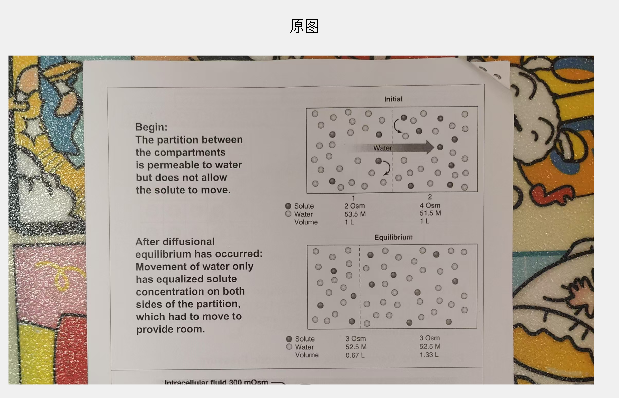 原图
Initial
Begin:
The partition between
the compartments
is permeable to water
but does not allow
the solute to move.
Water
1 2
Solute 2 Osm 4 Osm
Water 53.5 M 51.5 M
Volume 1 L 1 L
Equilibrium
After diffusional
equilibrium has occurred:
Movement of water only
has equalized solute
concentration on both
sides of the partition,
which had to move to
provide room.
Solute 3 Osm 3 Osm
Water 52.5 M 52.5 M
Volume 0.67 L 1.33 L
Intracellular fluid 300 mOsm